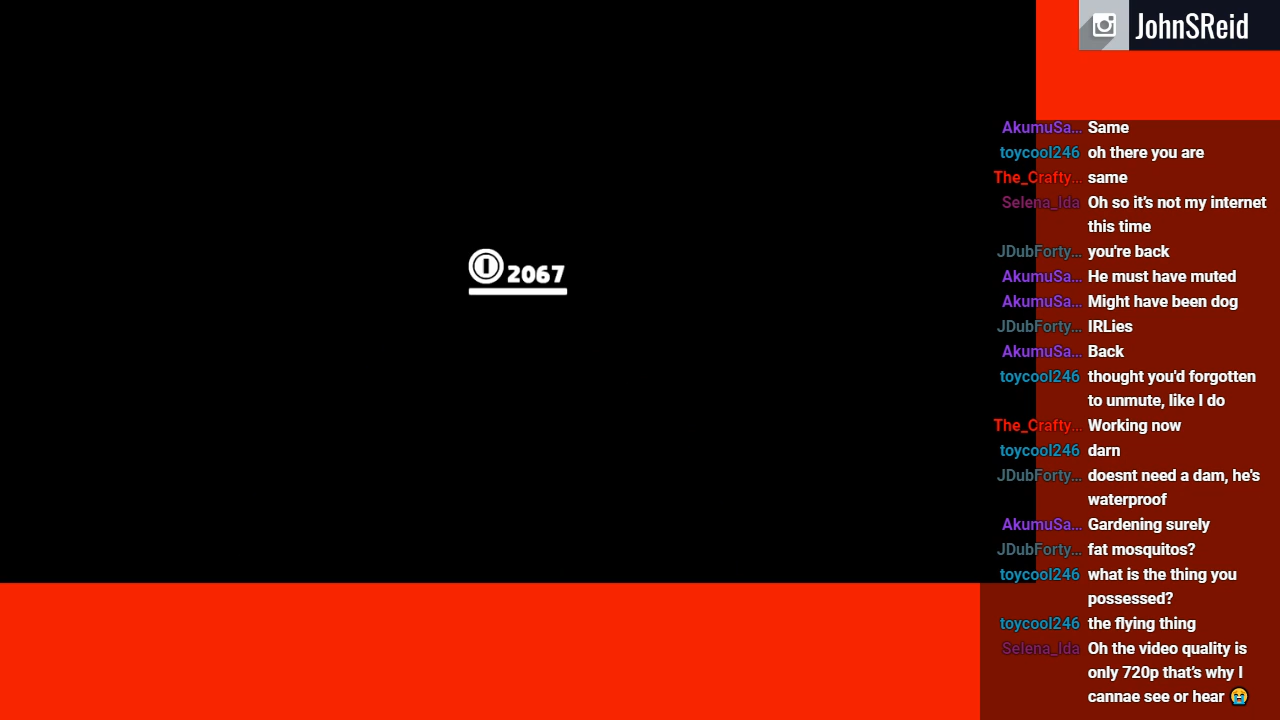 JohnSReid
2067
AkumuSa... Same
toycool246 oh there you are
The_Crafty... same
Selena_Ida Oh so it's not my internet
this time
JDubForty... you're back
AkumuSa... He must have muted
AkumuSa... Might have been dog
JDubForty... IRLies
AkumuSa... Back
toycool246 thought you'd forgotten
to unmute, like I do
The_Crafty... Working now
toycool246 darn
JDubForty... doesnt need a dam, he's
waterproof
AkumuSa... Gardening surely
JDubForty... fat mosquitos?
toycool246 what is the thing you
possessed?
toycool246 the flying thing
Selena_Ida Oh the video quality is
only 720p that's why I
cannae see or hear 😭